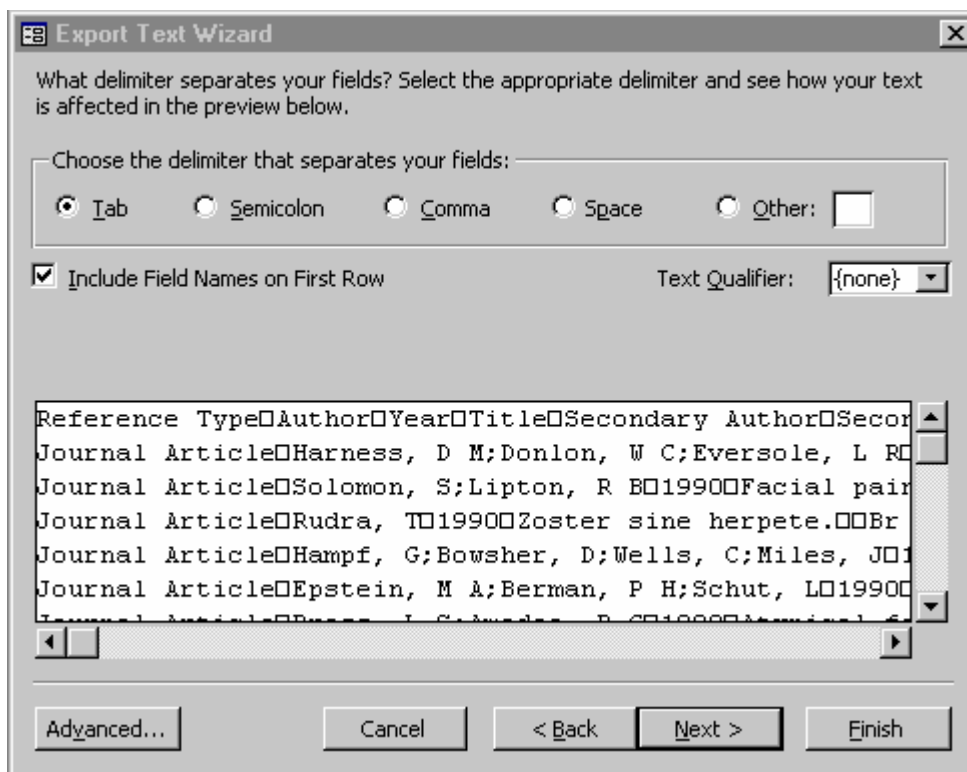 Export Text Wizard
What delimiter separates your fields? Select the appropriate delimiter and see how your text
is affected in the preview below.
Choose the delimiter that separates your fields:
Tab Semicolon Comma Space Other:
Include Field Names on First Row Text Qualifier: {none}
Reference Type□Author□Year□Title□Secondary Author□Secon
Journal Article□Harness, D M;Donlon, W C;Eversole, L R□
Journal Article□Solomon, S;Lipton, R B□1990□Facial pain
Journal Article□Rudra, T□1990□Zoster sine herpete.□□Br
Journal Article□Hampf, G;Bowsher, D;Wells, C;Miles, J□1
Journal Article□Epstein, M A;Berman, P H;Schut, L□1990□
Journal Article□
Advanced... Cancel < Back Next > Finish